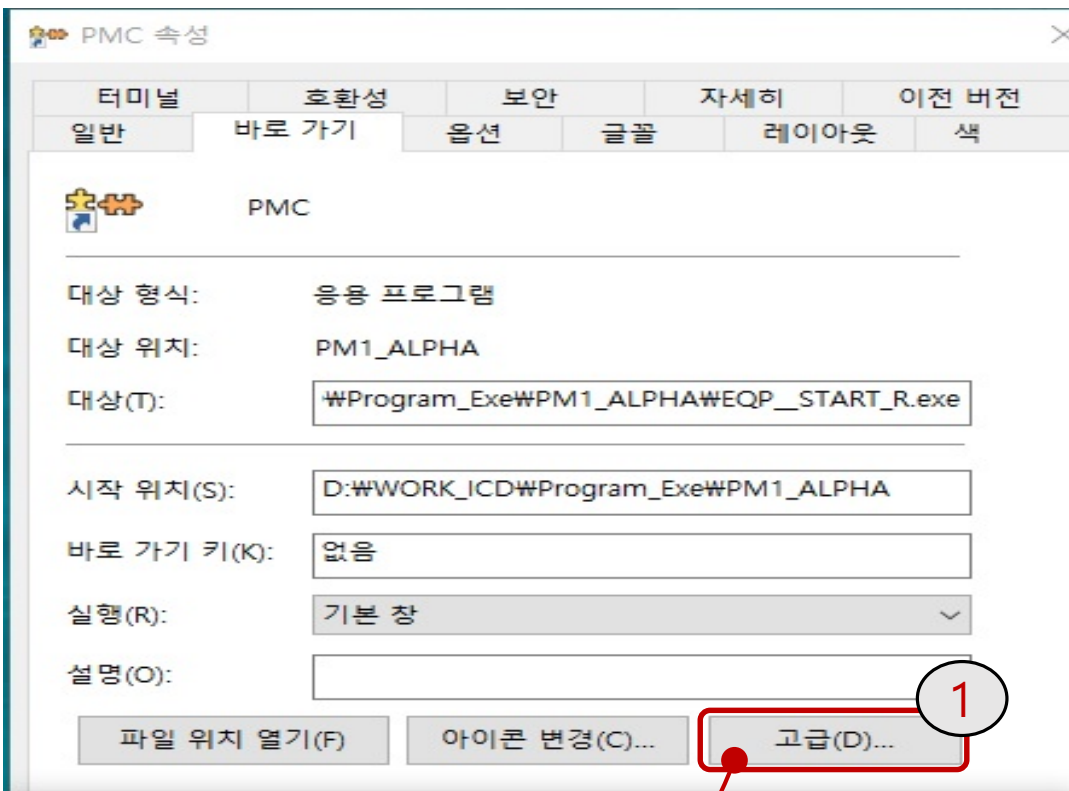 PMC 속성
터미널 호환성 보안 자세히 이전 버전
일반 바로 가기 옵션 글꼴 레이아웃 색
PMC
대상 형식: 응용 프로그램
대상 위치: PM1_ALPHA
대상(T): ₩Program_Exe₩PM1_ALPHA₩EQP__START_R.exe
시작 위치(S): D:₩WORK_ICD₩Program_Exe₩PM1_ALPHA
바로 가기 키(K): 없음
실행(R): 기본 창
설명(O):
1
파일 위치 열기(F) 아이콘 변경(C)... 고급(D)...